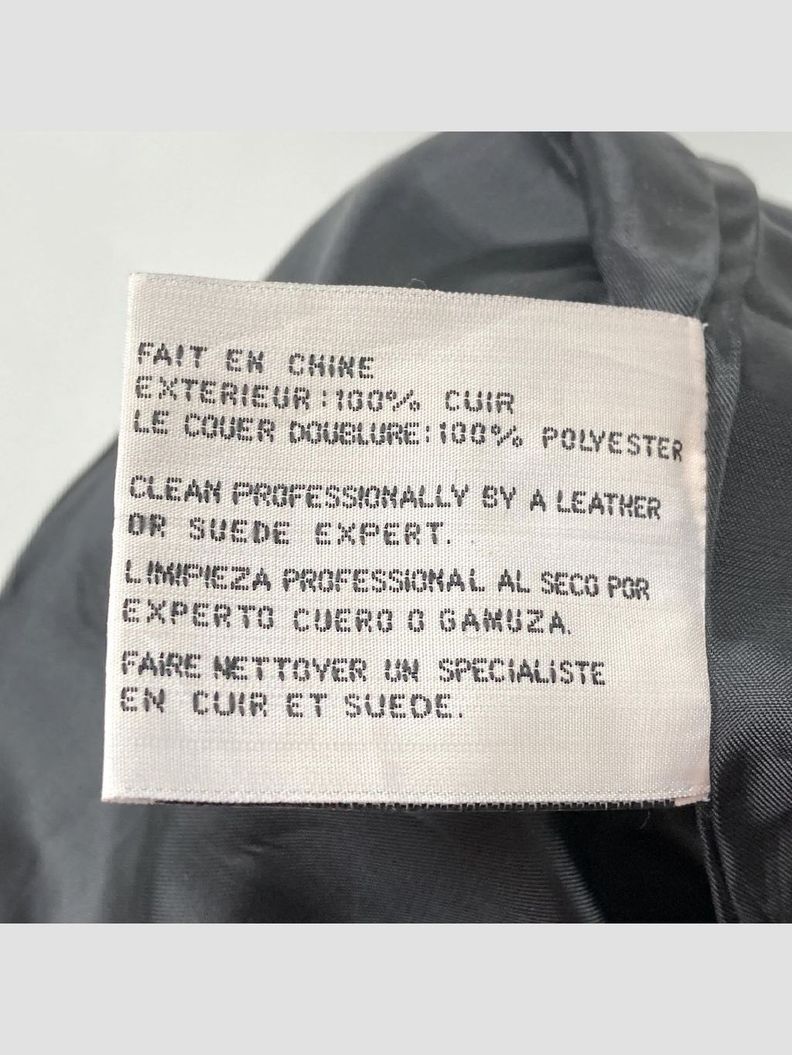 FAIT EN CHINE
EXTERIEUR:100% CUIR
LE COUER DOUBLURE:100% POLYESTER
CLEAN PROFESSIONALLY BY A LEATHER
OR SUEDE EXPERT.
LIMIPIEZA PROFESSIONAL AL SECO POR
EXPERTO CUERO O GAMUZA.
FAIRE NETTOYER UN SPECIALISTE
EN CUIR ET SUEDE.